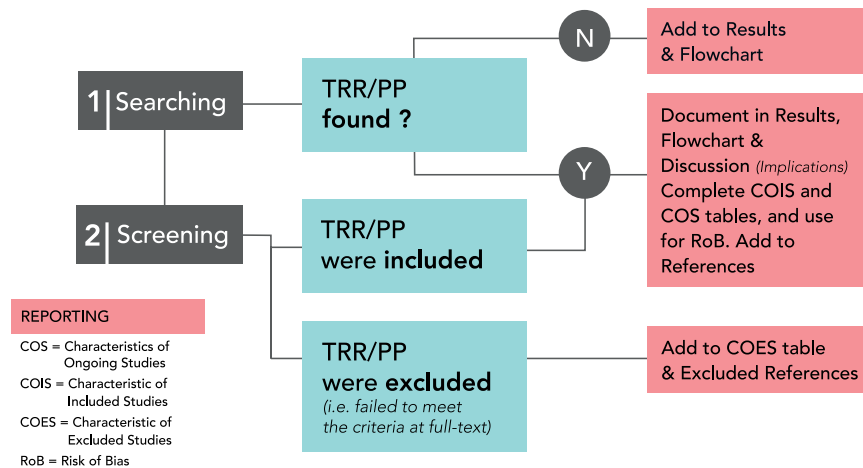 1 Searching
TRR/PP
found ?
N
Add to Results
& Flowchart
Y
Document in Results,
Flowchart &
Discussion (Implications)
Complete COIS and
COS tables, and use
for RoB. Add to
References
2 Screening
TRR/PP
were included
TRR/PP
were excluded
(i.e. failed to meet
the criteria at full-text)
Add to COES table
& Excluded References
REPORTING
COS = Characteristics of
Ongoing Studies
COIS = Characteristic of
Included Studies
COES = Characteristic of
Excluded Studies
RoB = Risk of Bias